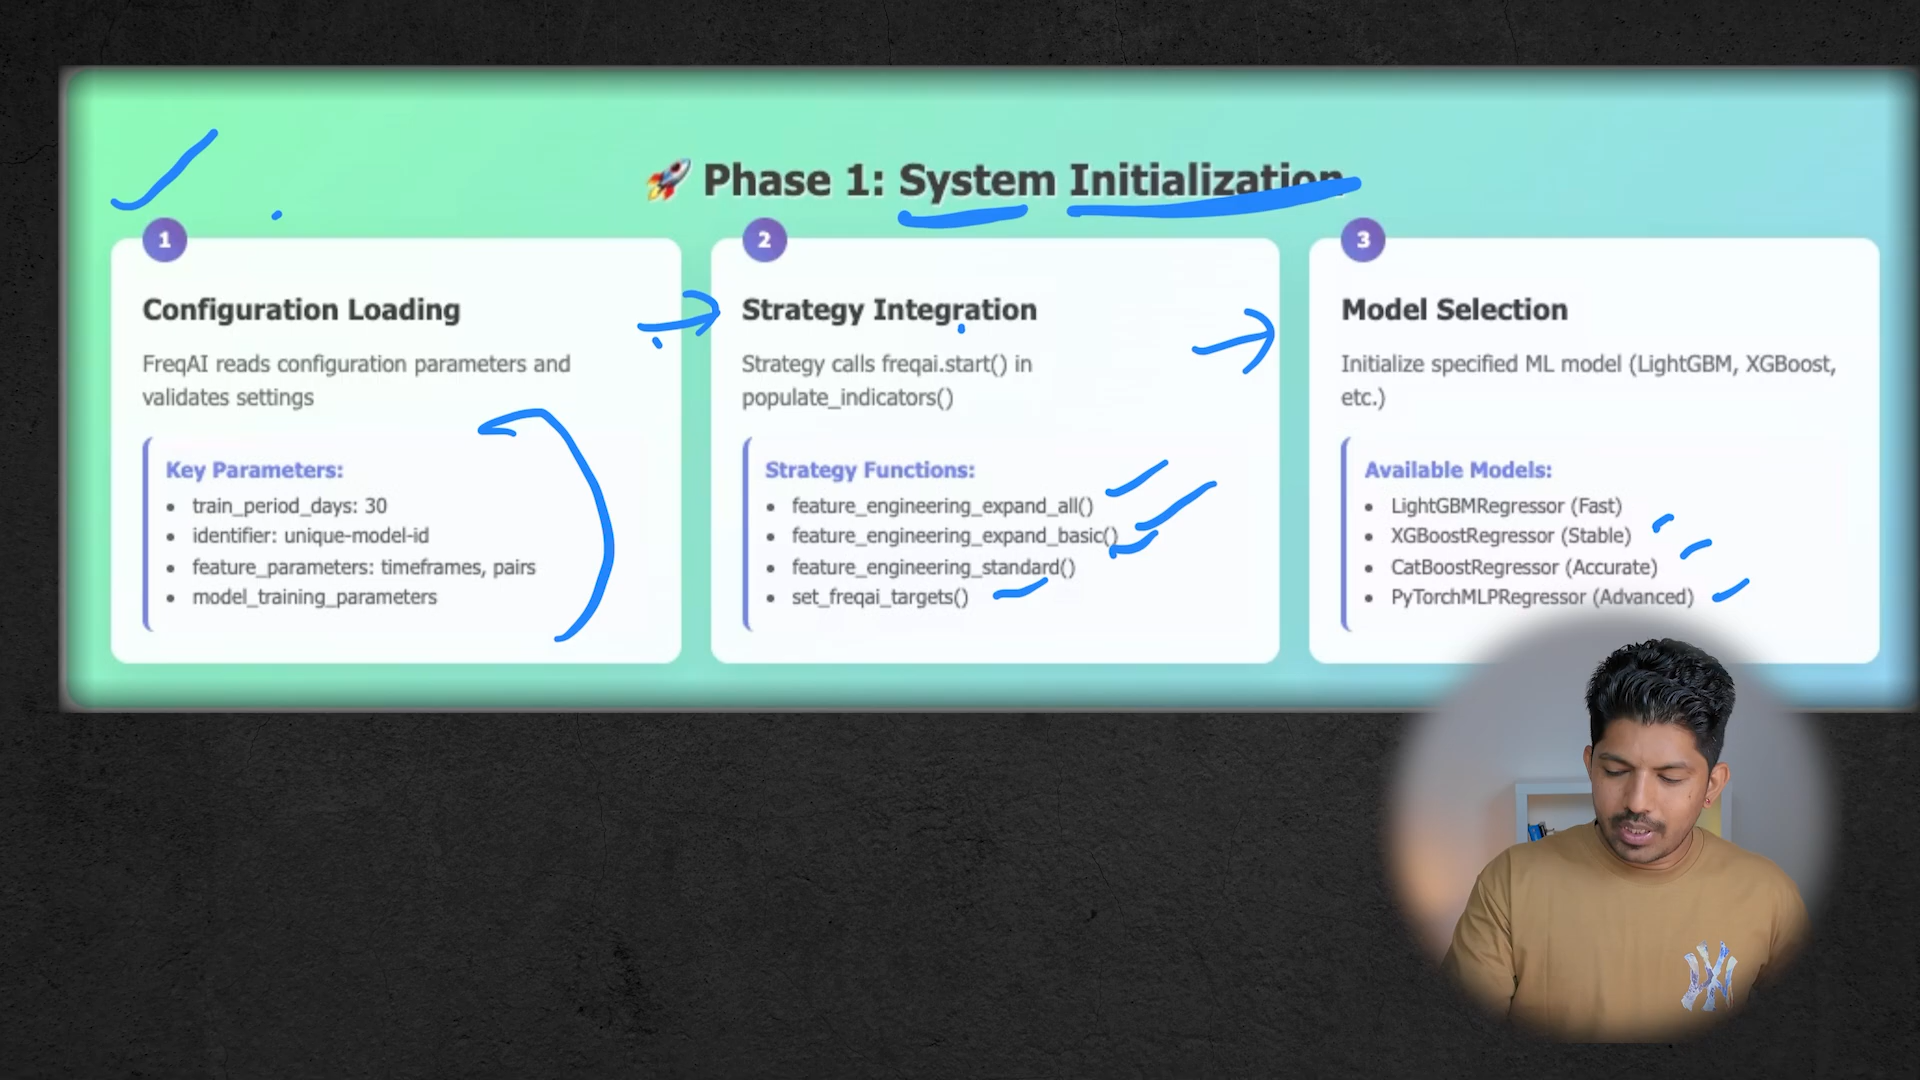 🚀 Phase 1: System Initialization
1
Configuration Loading
FreqAI reads configuration parameters and
validates settings
Key Parameters:
• train_period_days: 30
• identifier: unique-model-id
• feature_parameters: timeframes, pairs
• model_training_parameters
2
Strategy Integration
Strategy calls freqai.start() in
populate_indicators()
Strategy Functions:
• feature_engineering_expand_all()
• feature_engineering_expand_basic()
• feature_engineering_standard()
• set_freqai_targets()
3
Model Selection
Initialize specified ML model (LightGBM, XGBoost,
etc.)
Available Models:
• LightGBMRegressor (Fast)
• XGBoostRegressor (Stable)
• CatBoostRegressor (Accurate)
• PyTorchMLPRegressor (Advanced)